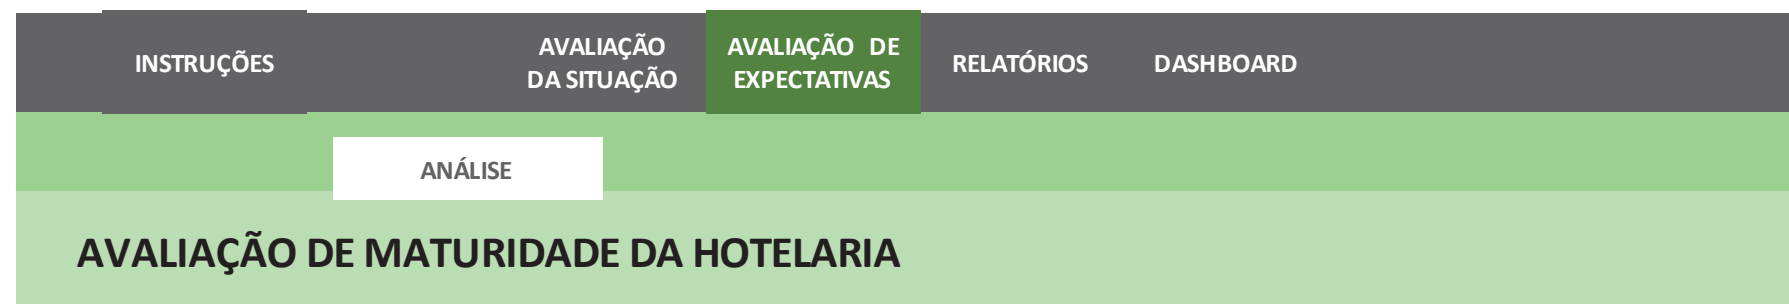 INSTRUÇÕES
AVALIAÇÃO
DA SITUAÇÃO
AVALIAÇÃO DE
EXPECTATIVAS
RELATÓRIOS
DASHBOARD
ANÁLISE
AVALIAÇÃO DE MATURIDADE DA HOTELARIA